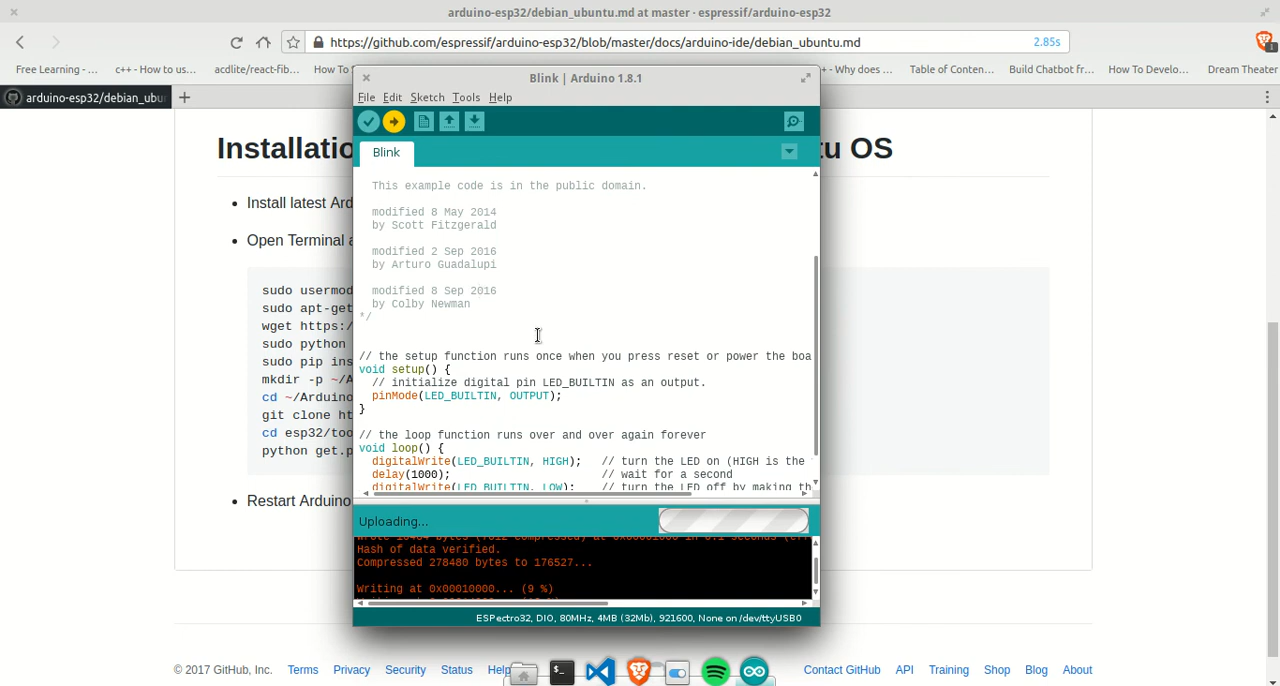 arduino-esp32/debian_ubuntu.md at master · espressif/arduino-esp32
https://github.com/espressif/arduino-esp32/blob/master/docs/arduino-ide/debian_ubuntu.md
2.85s
Free Learning - ...
c++ - How to us...
acdlite/react-fib...
How To
+ - Why does ...
Table of Conten...
Build Chatbot fr...
How To Develo...
Dream Theater
arduino-esp32/debian_ubu
Installatio
tu OS
Install latest Ard
Open Terminal a
sudo usermod
sudo apt-get
wget https:/
sudo python
sudo pip ins
mkdir -p ~/A
cd ~/Arduino
git clone ht
cd esp32/too
python get.p
Restart Arduino
Blink | Arduino 1.8.1
File Edit Sketch Tools Help
Blink
This example code is in the public domain.
modified 8 May 2014
by Scott Fitzgerald
modified 2 Sep 2016
by Arturo Guadalupi
modified 8 Sep 2016
by Colby Newman
*/
// the setup function runs once when you press reset or power the boa
void setup() {
// initialize digital pin LED_BUILTIN as an output.
pinMode(LED_BUILTIN, OUTPUT);
}
// the loop function runs over and over again forever
void loop() {
digitalWrite(LED_BUILTIN, HIGH); // turn the LED on (HIGH is the
delay(1000); // wait for a second
digitalWrite(LED_BUILTIN, LOW); // turn the LED off by making th
Uploading...
Hash of data verified.
Compressed 278480 bytes to 176527...
Writing at 0x00010000... (9 %)
ESPectro32, DIO, 80MHz, 4MB (32Mb), 921600, None on /dev/ttyUSB0
© 2017 GitHub, Inc. Terms Privacy Security Status Help
Contact GitHub API Training Shop Blog About